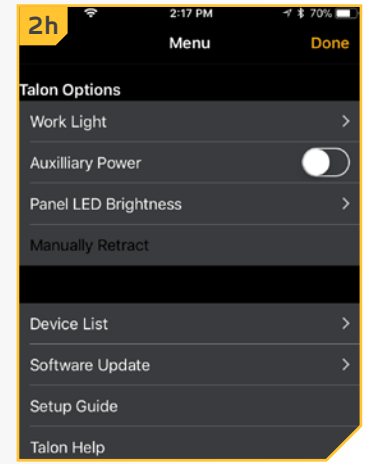 2h
2:17 PM
70%
Menu
Done
Talon Options
Work Light
Auxilliary Power
Panel LED Brightness
Manually Retract
Device List
Software Update
Setup Guide
Talon Help